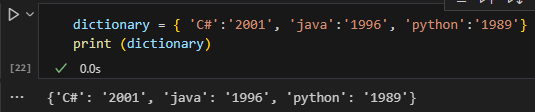 dictionary = { 'C#':'2001', 'java':'1996', 'python':'1989'}
print (dictionary)
[22]
0.0s
{'C#': '2001', 'java': '1996', 'python': '1989'}